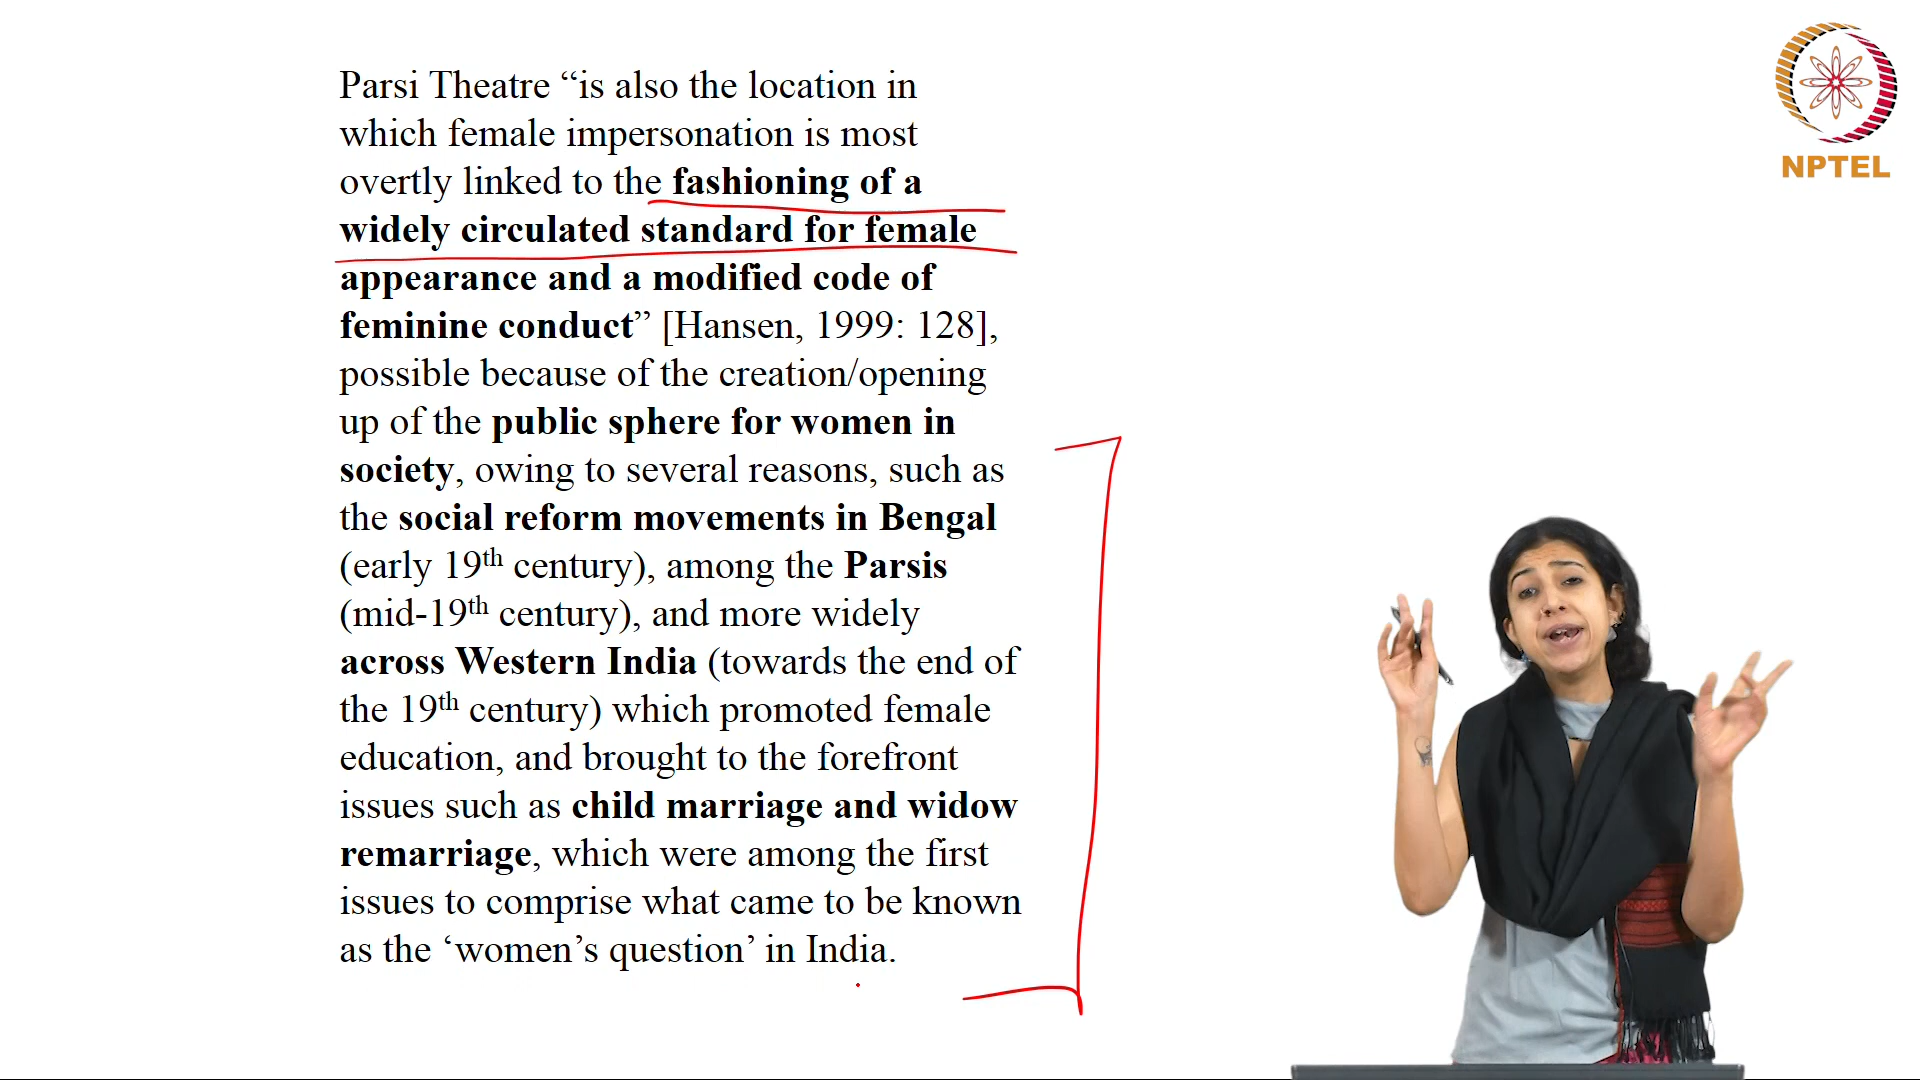 Parsi Theatre “is also the location in
which female impersonation is most
overtly linked to the fashioning of a
widely circulated standard for female
appearance and a modified code of
feminine conduct” [Hansen, 1999: 128],
possible because of the creation/opening
up of the public sphere for women in
society, owing to several reasons, such as
the social reform movements in Bengal
(early 19th century), among the Parsis
(mid-19th century), and more widely
across Western India (towards the end of
the 19th century) which promoted female
education, and brought to the forefront
issues such as child marriage and widow
remarriage, which were among the first
issues to comprise what came to be known
as the ‘women’s question’ in India.
NPTEL